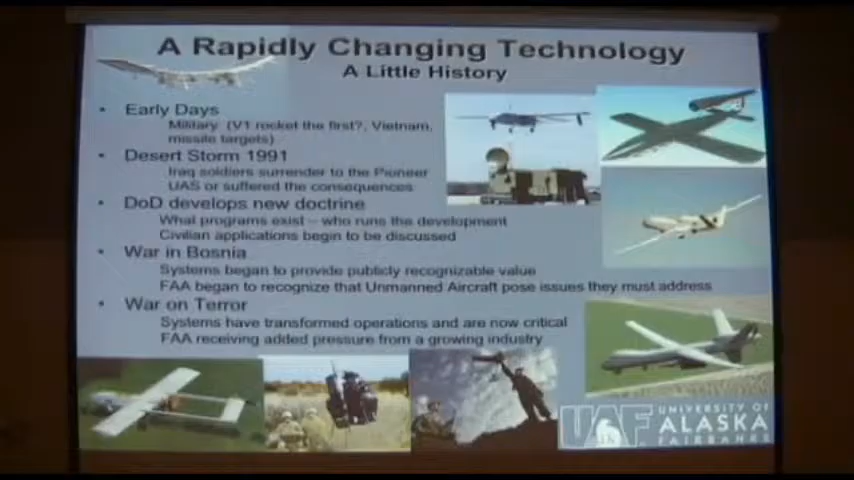 A Rapidly Changing Technology
A Little History
• Early Days
Military (V1 rocket the first?, Vietnam,
missile targets)
• Desert Storm 1991
Iraq soldiers surrender to the Pioneer
UAS or suffered the consequences
• DoD develops new doctrine
What programs exist – who runs the development
Civilian applications begin to be discussed
• War in Bosnia
Systems began to provide publicly recognizable value
FAA began to recognize that Unmanned Aircraft pose issues they must address
• War on Terror
Systems have transformed operations and are now critical
FAA receiving added pressure from a growing industry
UAF
UNIVERSITY OF
ALASKA
FAIRBANKS